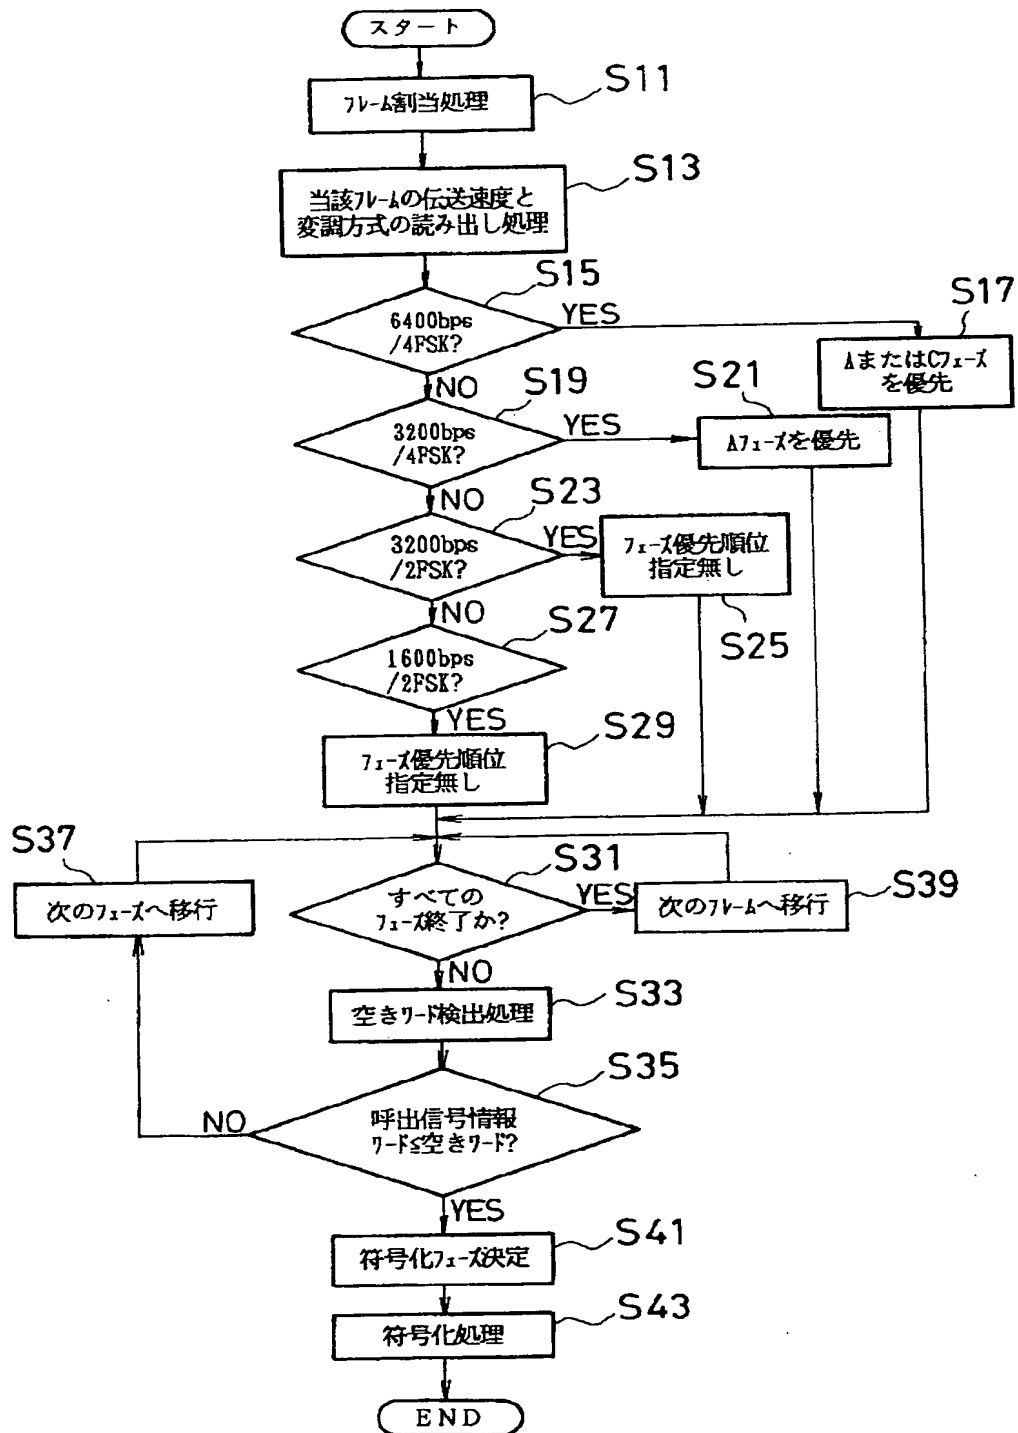 スタート
フレーム割当処理
S11
当該フレームの伝送速度と
変調方式の読み出し処理
S13
6400bps
/4FSK?
S15
YES
AまたはCフェーズ
を優先
S17
NO
3200bps
/4FSK?
S19
YES
Aフェーズを優先
S21
NO
3200bps
/2FSK?
S23
YES
フェーズ優先順位
指定無し
S25
NO
1600bps
/2FSK?
S27
YES
フェーズ優先順位
指定無し
S29
S37
次のフェーズへ移行
すべての
フェーズ終了か?
S31
YES
次のフレームへ移行
S39
NO
空きワード検出処理
S33
呼出信号情報
ワード≦空きワード?
S35
NO
YES
符号化フェーズ決定
S41
符号化処理
S43
END